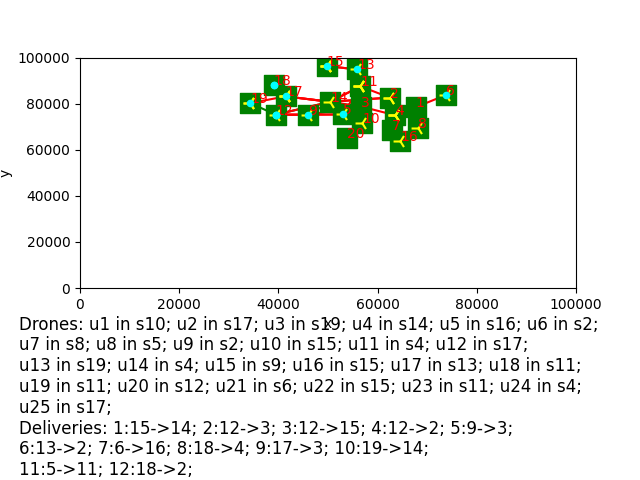 100000
80000
60000
40000
20000
0
y
0 20000 40000 60000 80000 100000
x
Drones: u1 in s10; u2 in s17; u3 in s19; u4 in s14; u5 in s16; u6 in s2;
u7 in s8; u8 in s5; u9 in s2; u10 in s15; u11 in s4; u12 in s17;
u13 in s19; u14 in s4; u15 in s9; u16 in s15; u17 in s13; u18 in s11;
u19 in s11; u20 in s12; u21 in s6; u22 in s15; u23 in s11; u24 in s4;
u25 in s17;
Deliveries: 1:15->14; 2:12->3; 3:12->15; 4:12->2; 5:9->3;
6:13->2; 7:6->16; 8:18->4; 9:17->3; 10:19->14;
11:5->11; 12:18->2;